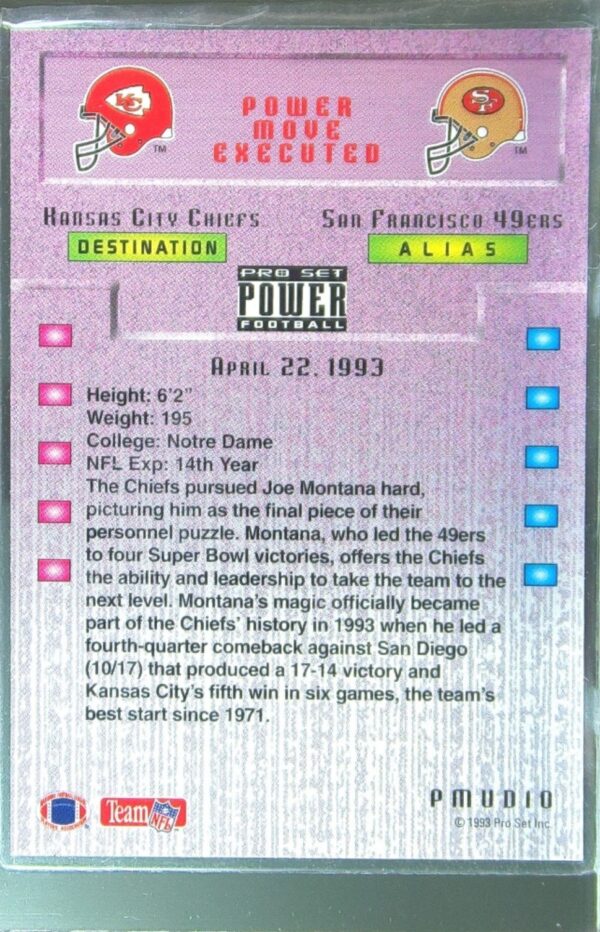 KC
SF
POWER
MOVE
EXECUTED
TM
TM
KANSAS CITY CHIEFS
SAN FRANCISCO 49ERS
DESTINATION
ALIAS
PRO SET
POWER
FOOTBALL
APRIL 22, 1993
Height: 6'2"
Weight: 195
College: Notre Dame
NFL Exp: 14th Year
The Chiefs pursued Joe Montana hard,
picturing him as the final piece of their
personnel puzzle. Montana, who led the 49ers
to four Super Bowl victories, offers the Chiefs
the ability and leadership to take the team to the
next level. Montana's magic officially became
part of the Chiefs' history in 1993 when he led a
fourth-quarter comeback against San Diego
(10/17) that produced a 17-14 victory and
Kansas City's fifth win in six games, the team's
best start since 1971.
PMUD10
Team NFL
© 1993 Pro Set Inc.